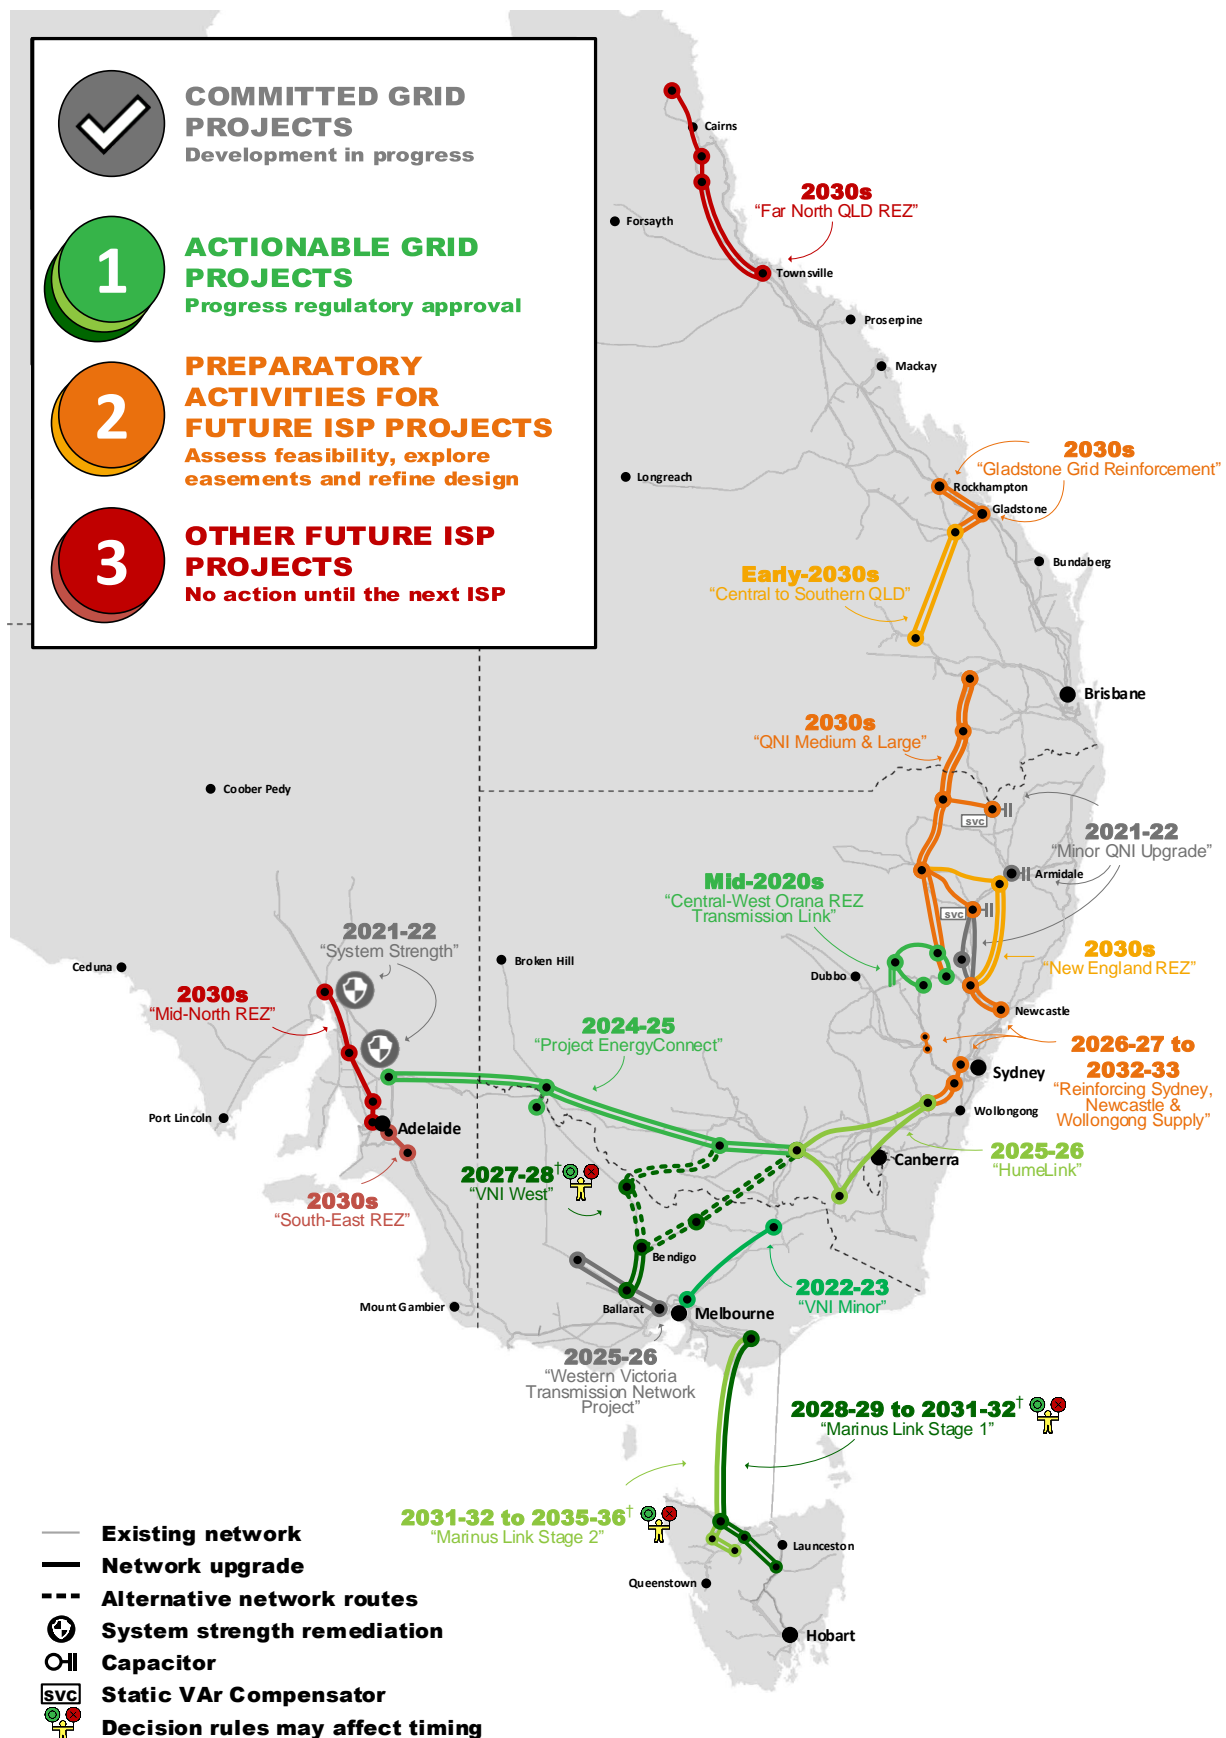 COMMITTED GRID
PROJECTS
Development in progress
1
ACTIONABLE GRID
PROJECTS
Progress regulatory approval
2
PREPARATORY
ACTIVITIES FOR
FUTURE ISP PROJECTS
Assess feasibility, explore
easements and refine design
3
OTHER FUTURE ISP
PROJECTS
No action until the next ISP
Cairns
2030s
“Far North QLD REZ”
Forsayth
Townsville
Proserpine
Mackay
2030s
“Gladstone Grid Reinforcement”
Longreach
Rockhampton
Gladstone
Bundaberg
Early-2030s
“Central to Southern QLD”
Brisbane
2030s
“QNI Medium & Large”
Coober Pedy
svc
2021-22
“Minor QNI Upgrade”
Armidale
Mid-2020s
“Central-West Orana REZ
Transmission Link”
svc
2021-22
“System Strength”
2030s
“New England REZ”
Ceduna
Broken Hill
Dubbo
2030s
“Mid-North REZ”
Newcastle
2024-25
“Project EnergyConnect”
2026-27 to
2032-33
“Reinforcing Sydney,
Newcastle &
Wollongong Supply”
Sydney
Port Lincoln
Wollongong
Adelaide
2025-26
“HumeLink”
Canberra
2027-28†
“VNI West”
2030s
“South-East REZ”
Bendigo
2022-23
“VNI Minor”
Mount Gambier
Ballarat
Melbourne
2025-26
“Western Victoria
Transmission Network
Project”
2028-29 to 2031-32†
“Marinus Link Stage 1”
2031-32 to 2035-36†
“Marinus Link Stage 2”
Launceston
Queenstown
Hobart
Existing network
Network upgrade
Alternative network routes
System strength remediation
Capacitor
svc
Static VAr Compensator
Decision rules may affect timing